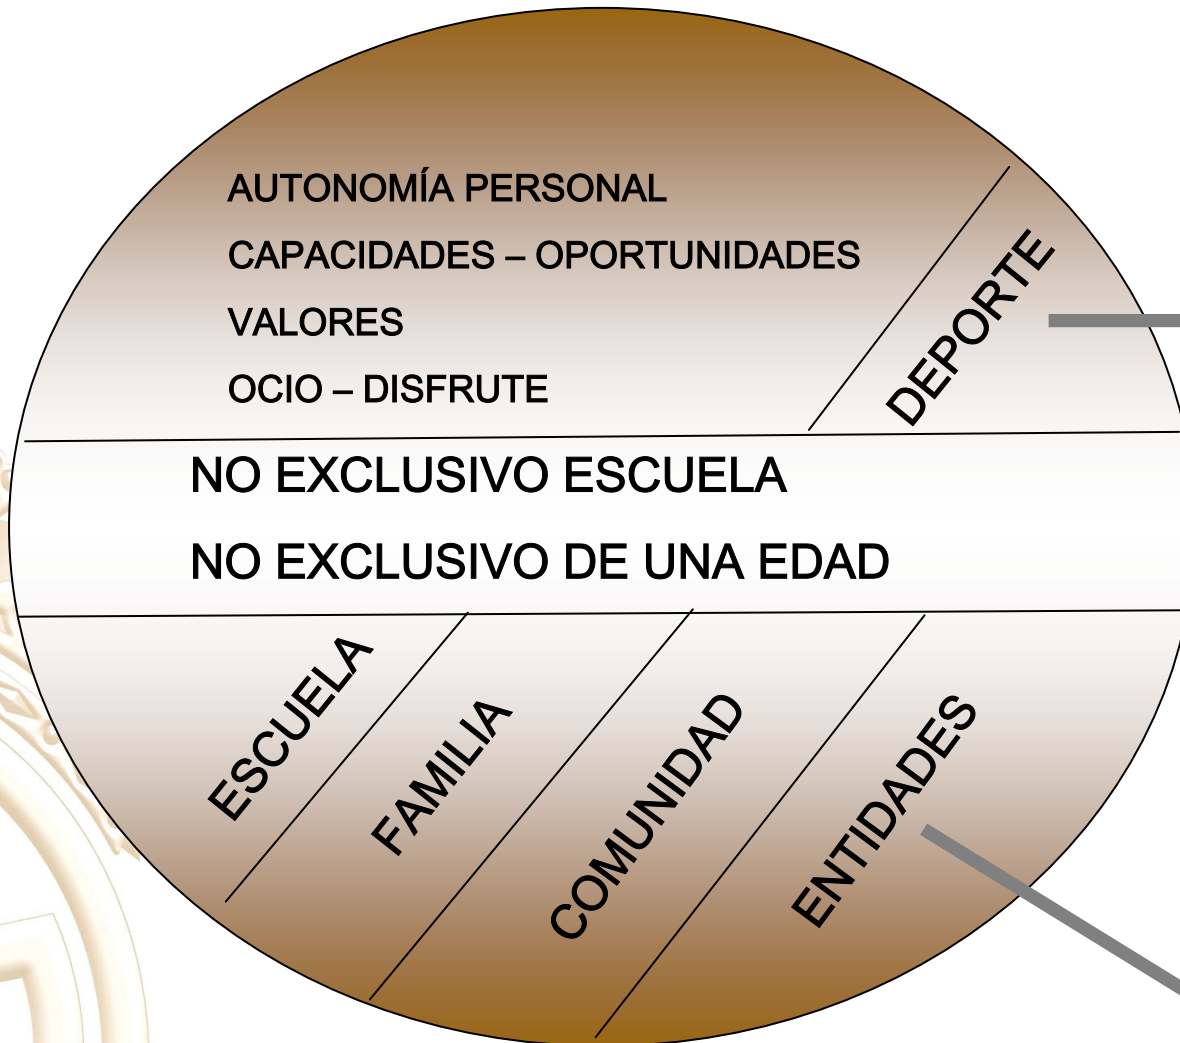 AUTONOMÍA PERSONAL
CAPACIDADES – OPORTUNIDADES
VALORES
OCIO – DISFRUTE
DEPORTE
NO EXCLUSIVO ESCUELA
NO EXCLUSIVO DE UNA EDAD
ESCUELA
FAMILIA
COMUNIDAD
ENTIDADES